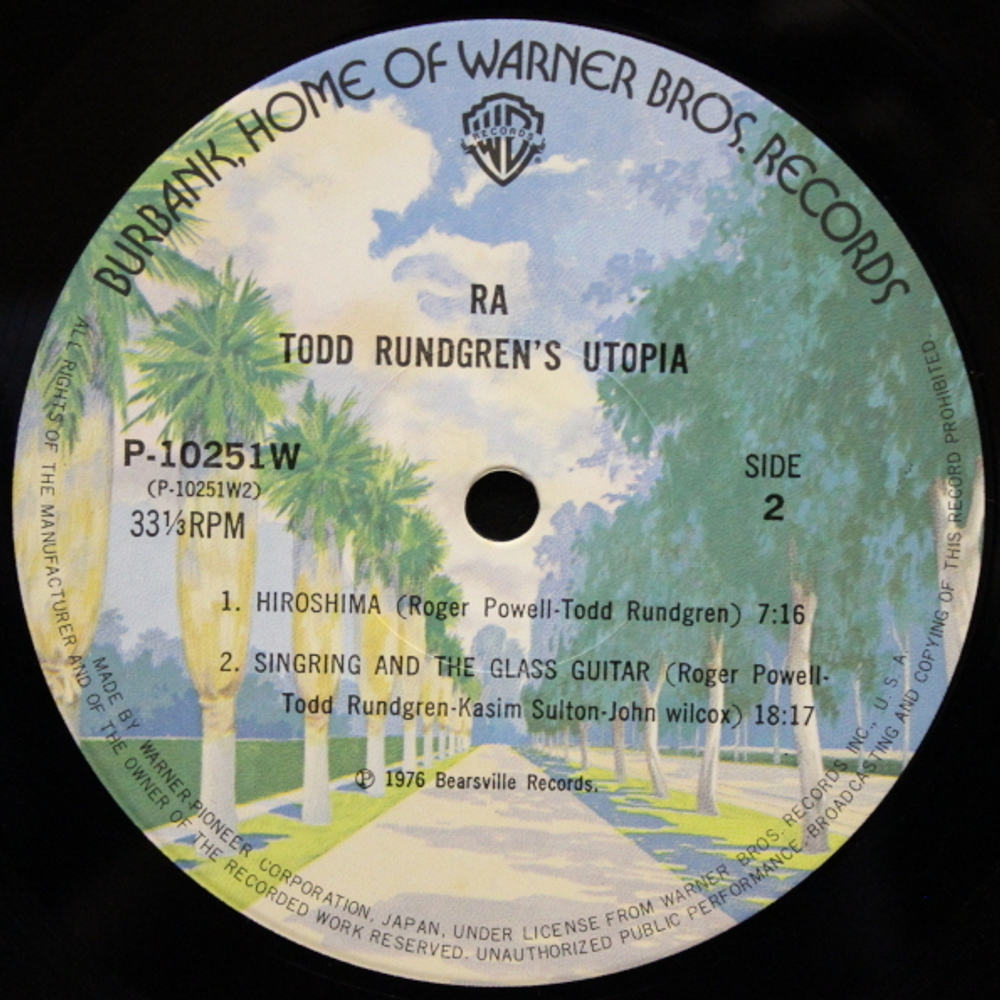 BURBANK, HOME OF WARNER BROS. RECORDS
WB
RECORDS
RA
TODD RUNDGREN'S UTOPIA
P-10251W
(P-10251W2)
33⅓RPM
SIDE
2
1. HIROSHIMA (Roger Powell-Todd Rundgren) 7:16
2. SINGRING AND THE GLASS GUITAR (Roger Powell-
Todd Rundgren-Kasim Sulton-John wilcox) 18:17
Ⓟ 1976 Bearsville Records.
MADE BY WARNER-PIONEER CORPORATION, JAPAN, UNDER LICENSE FROM WARNER BROS. RECORDS INC., U. S. A.
ALL RIGHTS OF THE MANUFACTURER AND OF THE OWNER OF THE RECORDED WORK RESERVED. UNAUTHORIZED PUBLIC PERFORMANCE, BROADCASTING AND COPYING OF THIS RECORD PROHIBITED